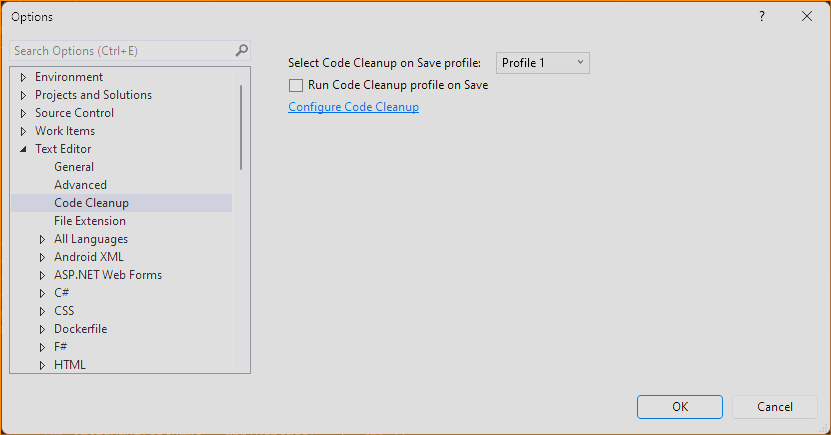 Options
?
Search Options (Ctrl+E)
Environment
Projects and Solutions
Source Control
Work Items
Text Editor
General
Advanced
Code Cleanup
File Extension
All Languages
Android XML
ASP.NET Web Forms
C#
CSS
Dockerfile
F#
HTML
Select Code Cleanup on Save profile: Profile 1
Run Code Cleanup profile on Save
Configure Code Cleanup
OK Cancel